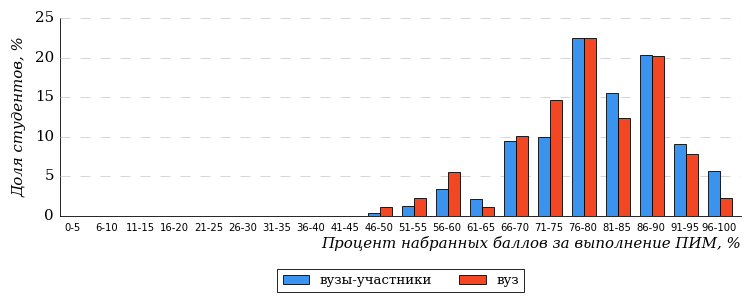 25
20
15
10
5
0
Доля студентов, %
0-5 6-10 11-15 16-20 21-25 26-30 31-35 36-40 41-45 46-50 51-55 56-60 61-65 66-70 71-75 76-80 81-85 86-90 91-95 96-100
Процент набранных баллов за выполнение ПИМ, %
вузы-участники вуз